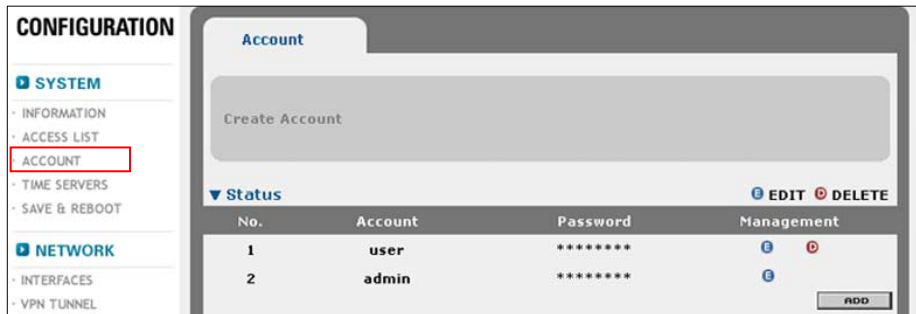 CONFIGURATION
SYSTEM
· INFORMATION
· ACCESS LIST
· ACCOUNT
· TIME SERVERS
· SAVE & REBOOT
NETWORK
· INTERFACES
· VPN TUNNEL
Account
Create Account
▼ Status
E EDIT D DELETE
No. Account Password Management
1 user ******** E D
2 admin ******** E
ADD